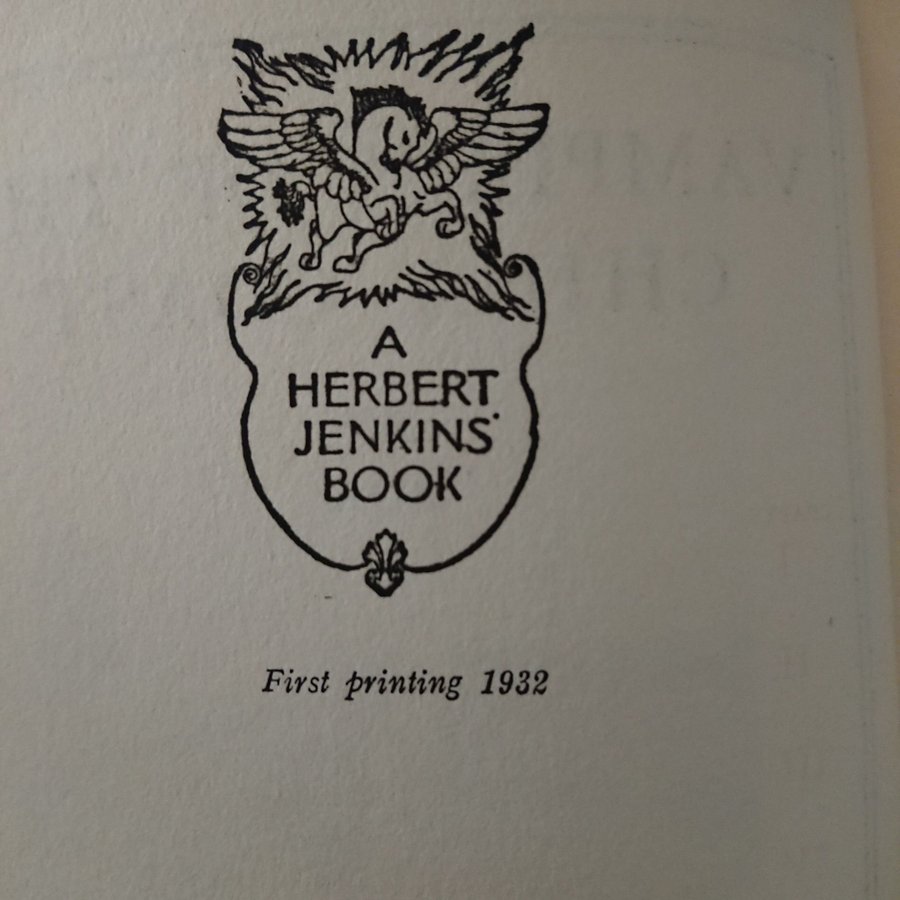 A
HERBERT
JENKINS'
BOOK
First printing 1932